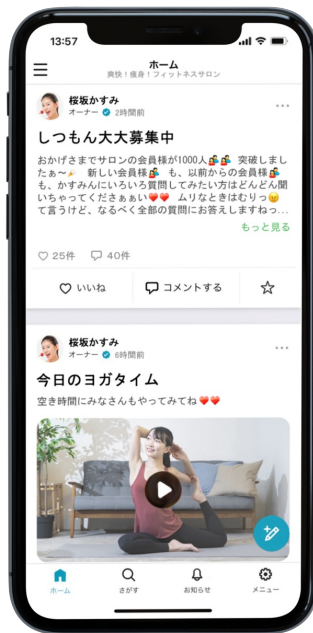 13:57
ホーム
爽快！痩身！フィットネスサロン
桜坂かすみ
オーナー 2時間前
しつもん大大募集中
おかげさまでサロンの会員様が1000人💁💁 突破しまし
たぁ〜🎉 新しい会員様💁 も、以前からの会員様💁
も、かすみんにいろいろ質問してみたい方はどんどん聞
いちゃってくださぁぁい❤️❤️ ムリなときはむりっ😠
て言うけど、なるべく全部の質問にお答えしますねっ...
もっと見る
25件 40件
いいね コメントする
桜坂かすみ
オーナー 6時間前
今日のヨガタイム
空き時間にみなさんもやってみてね❤️❤️
ホーム さがす お知らせ メニュー